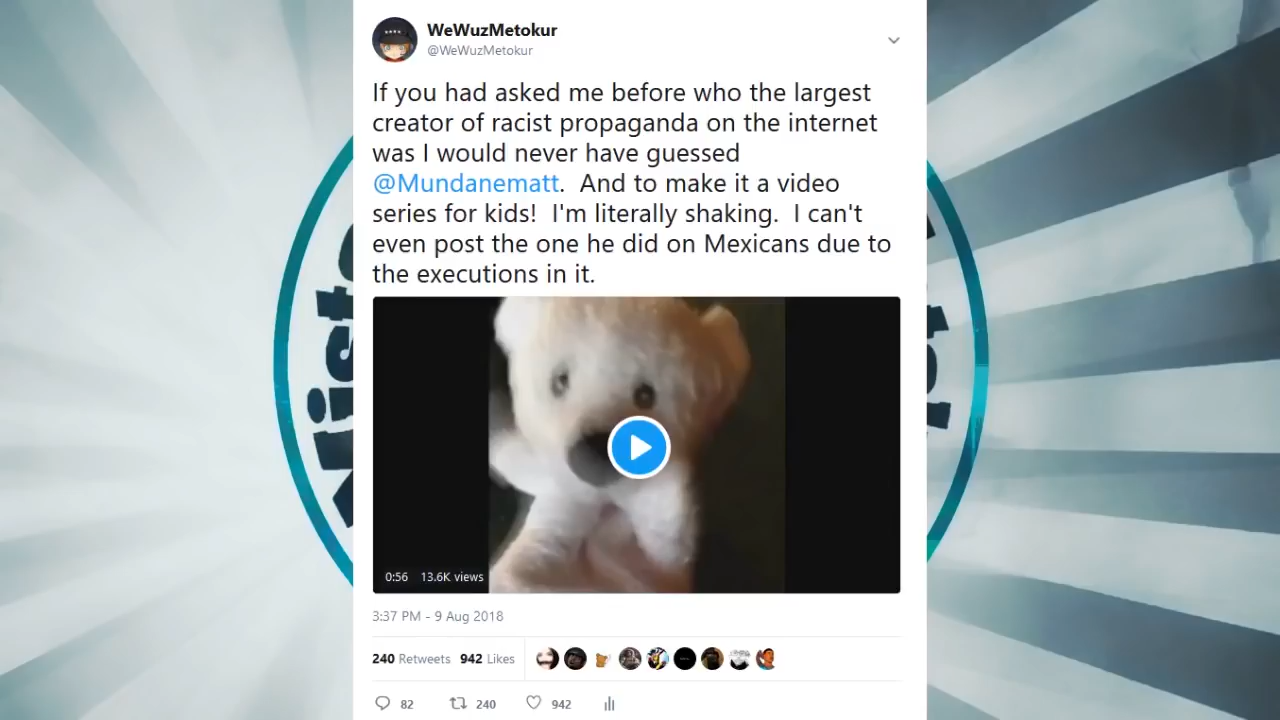 WeWuzMetokur
@WeWuzMetokur
If you had asked me before who the largest
creator of racist propaganda on the internet
was I would never have guessed
@Mundanematt.  And to make it a video
series for kids!  I'm literally shaking.  I can't
even post the one he did on Mexicans due to
the executions in it.
0:56 13.6K views
3:37 PM - 9 Aug 2018
240 Retweets 942 Likes
82 240 942